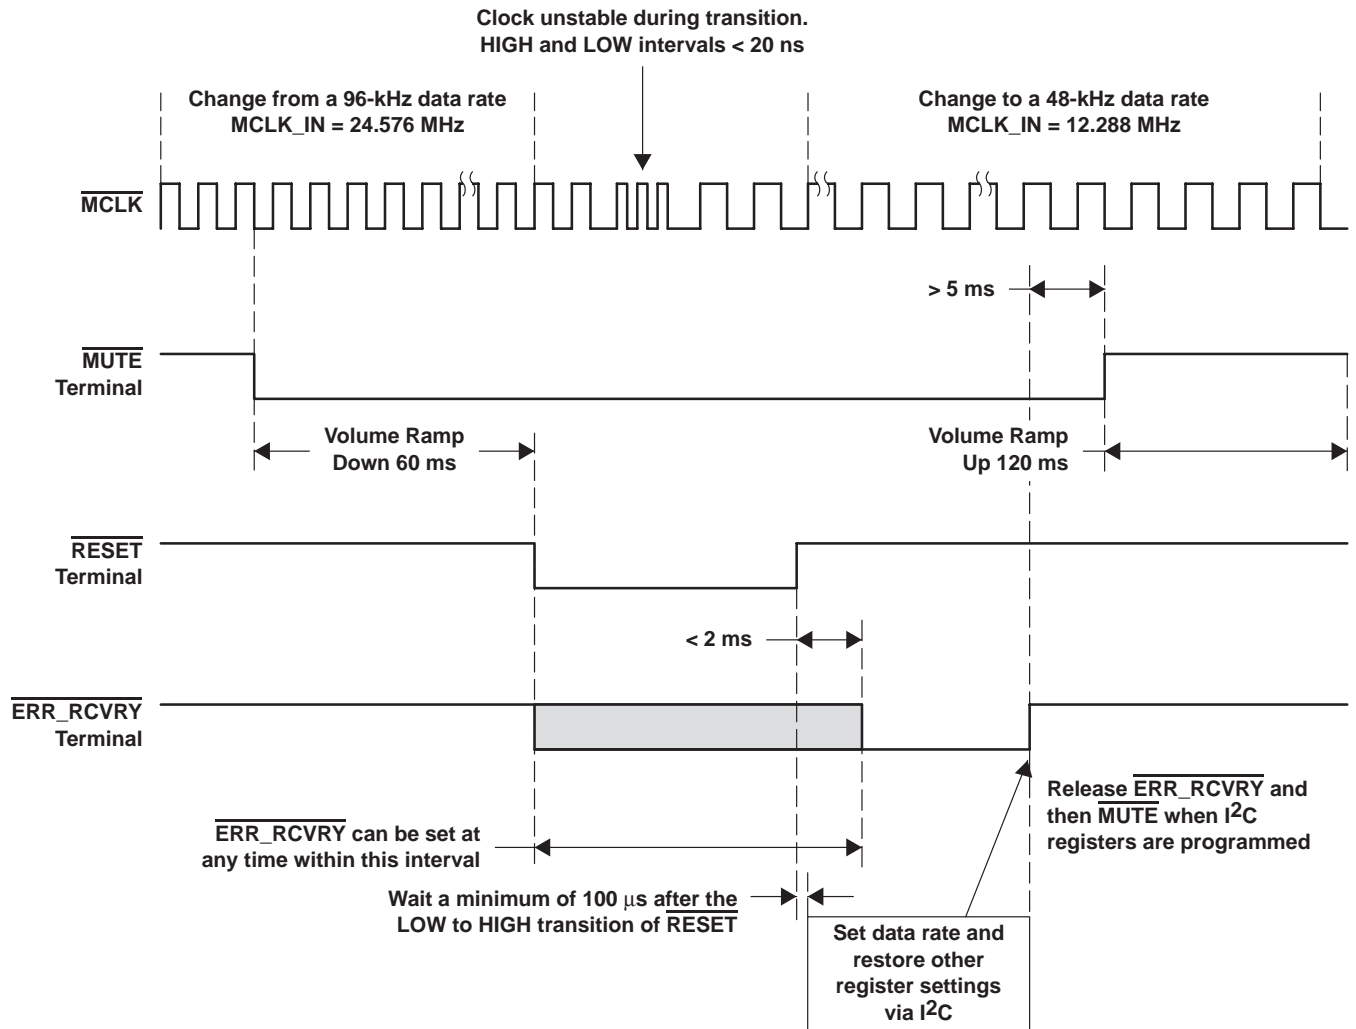 Clock unstable during transition.
HIGH and LOW intervals < 20 ns
Change from a 96-kHz data rate
MCLK_IN = 24.576 MHz
Change to a 48-kHz data rate
MCLK_IN = 12.288 MHz
MCLK
> 5 ms
MUTE
Terminal
Volume Ramp
Down 60 ms
Volume Ramp
Up 120 ms
RESET
Terminal
< 2 ms
ERR_RCVRY
Terminal
Release ERR_RCVRY and
then MUTE when I²C
registers are programmed
ERR_RCVRY can be set at
any time within this interval
Wait a minimum of 100 μs after the
LOW to HIGH transition of RESET
Set data rate and
restore other
register settings
via I²C